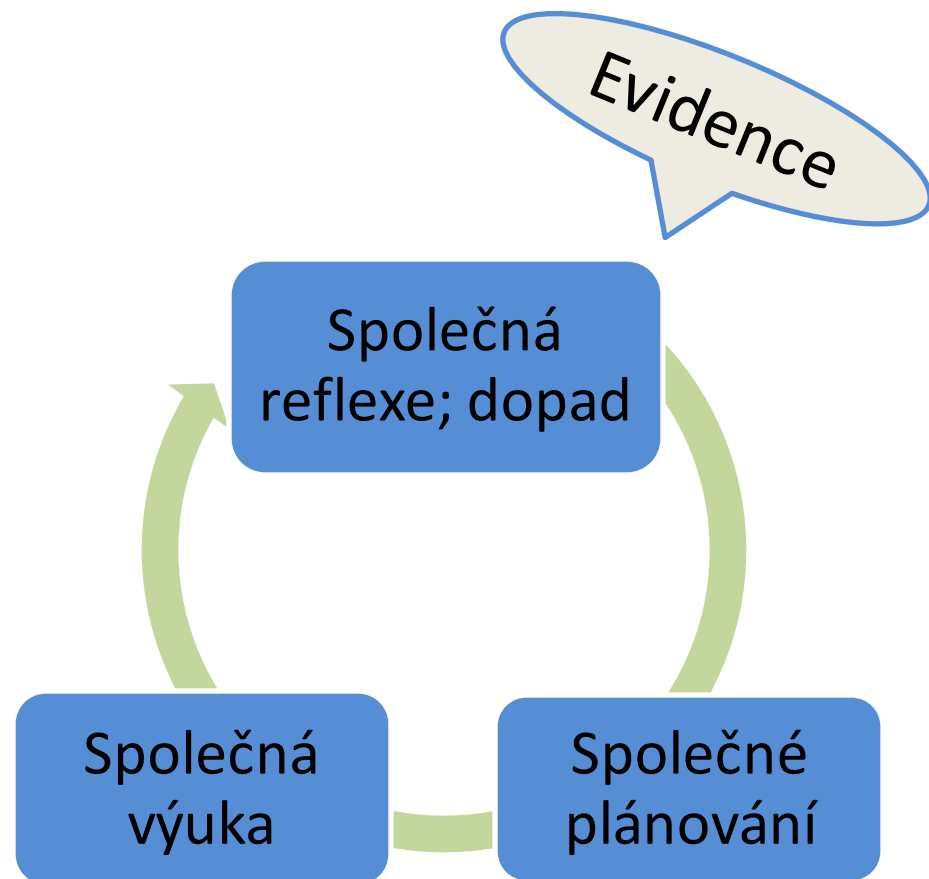 Evidence
Společná
reflexe; dopad
Společná
výuka
Společné
plánování